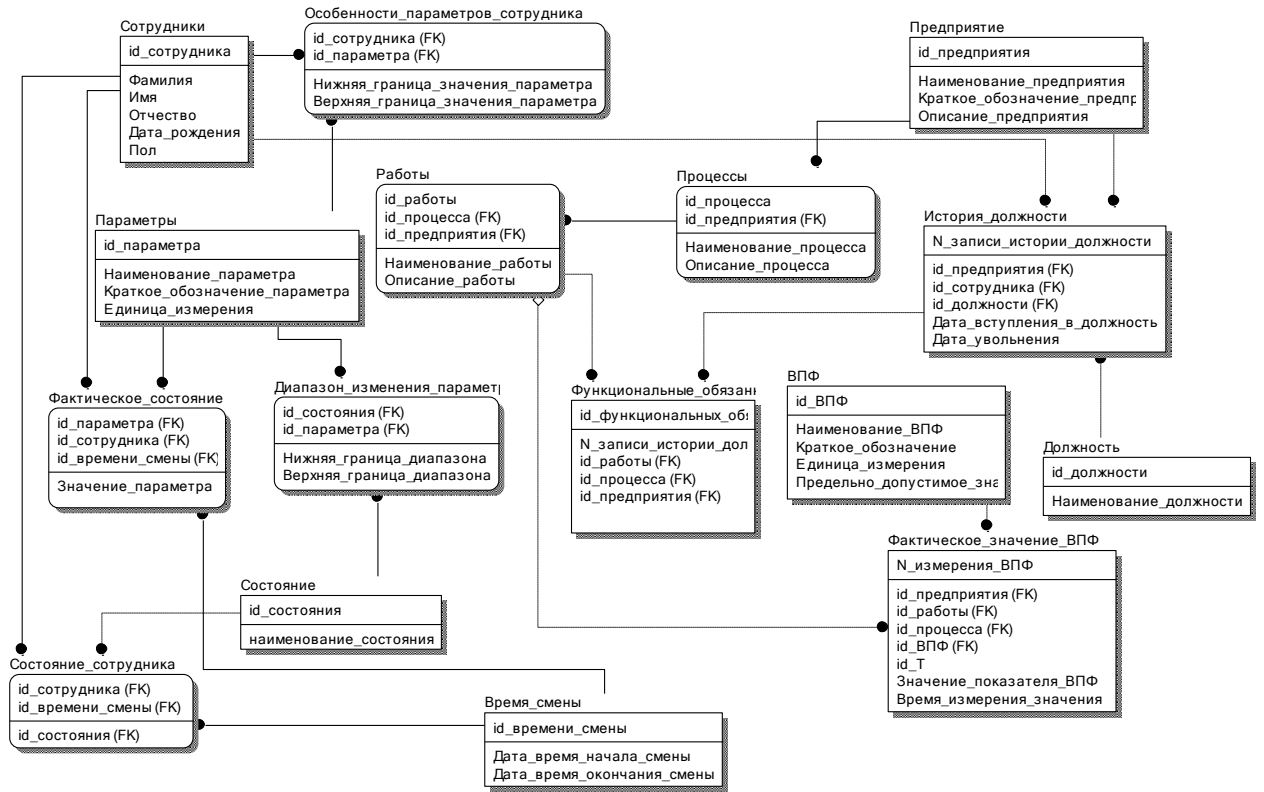 Сотрудники
id_сотрудника
Фамилия
Имя
Отчество
Дата_рождения
Пол
Особенности_параметров_сотрудника
id_сотрудника (FK)
id_параметра (FK)
Нижняя_граница_значения_параметра
Верхняя_граница_значения_параметра
Предприятие
id_предприятия
Наименование_предприятия
Краткое_обозначение_предпр
Описание_предприятия
Работы
id_работы
id_процесса (FK)
id_предприятия (FK)
Наименование_работы
Описание_работы
Процессы
id_процесса
id_предприятия (FK)
Наименование_процесса
Описание_процесса
Параметры
id_параметра
Наименование_параметра
Краткое_обозначение_параметра
Единица_измерения
История_должности
N_записи_истории_должности
id_предприятия (FK)
id_сотрудника (FK)
id_должности (FK)
Дата_вступления_в_должность
Дата_увольнения
Фактическое_состояние
id_параметра (FK)
id_сотрудника (FK)
id_времени_смены (FK)
Значение_параметра
Диапазон_изменения_параметр
id_состояния (FK)
id_параметра (FK)
Нижняя_граница_диапазона
Верхняя_граница_диапазона
Функциональные_обязан
id_функциональных_обя
N_записи_истории_дол
id_работы (FK)
id_процесса (FK)
id_предприятия (FK)
ВПФ
id_ВПФ
Наименование_ВПФ
Краткое_обозначение
Единица_измерения
Предельно_допустимое_зна
Должность
id_должности
Наименование_должности
Фактическое_значение_ВПФ
N_измерения_ВПФ
id_предприятия (FK)
id_работы (FK)
id_процесса (FK)
id_ВПФ (FK)
id_T
Значение_показателя_ВПФ
Время_измерения_значения
Состояние
id_состояния
наименование_состояния
Состояние_сотрудника
id_сотрудника (FK)
id_времени_смены (FK)
id_состояния (FK)
Время_смены
id_времени_смены
Дата_время_начала_смены
Дата_время_окончания_смены